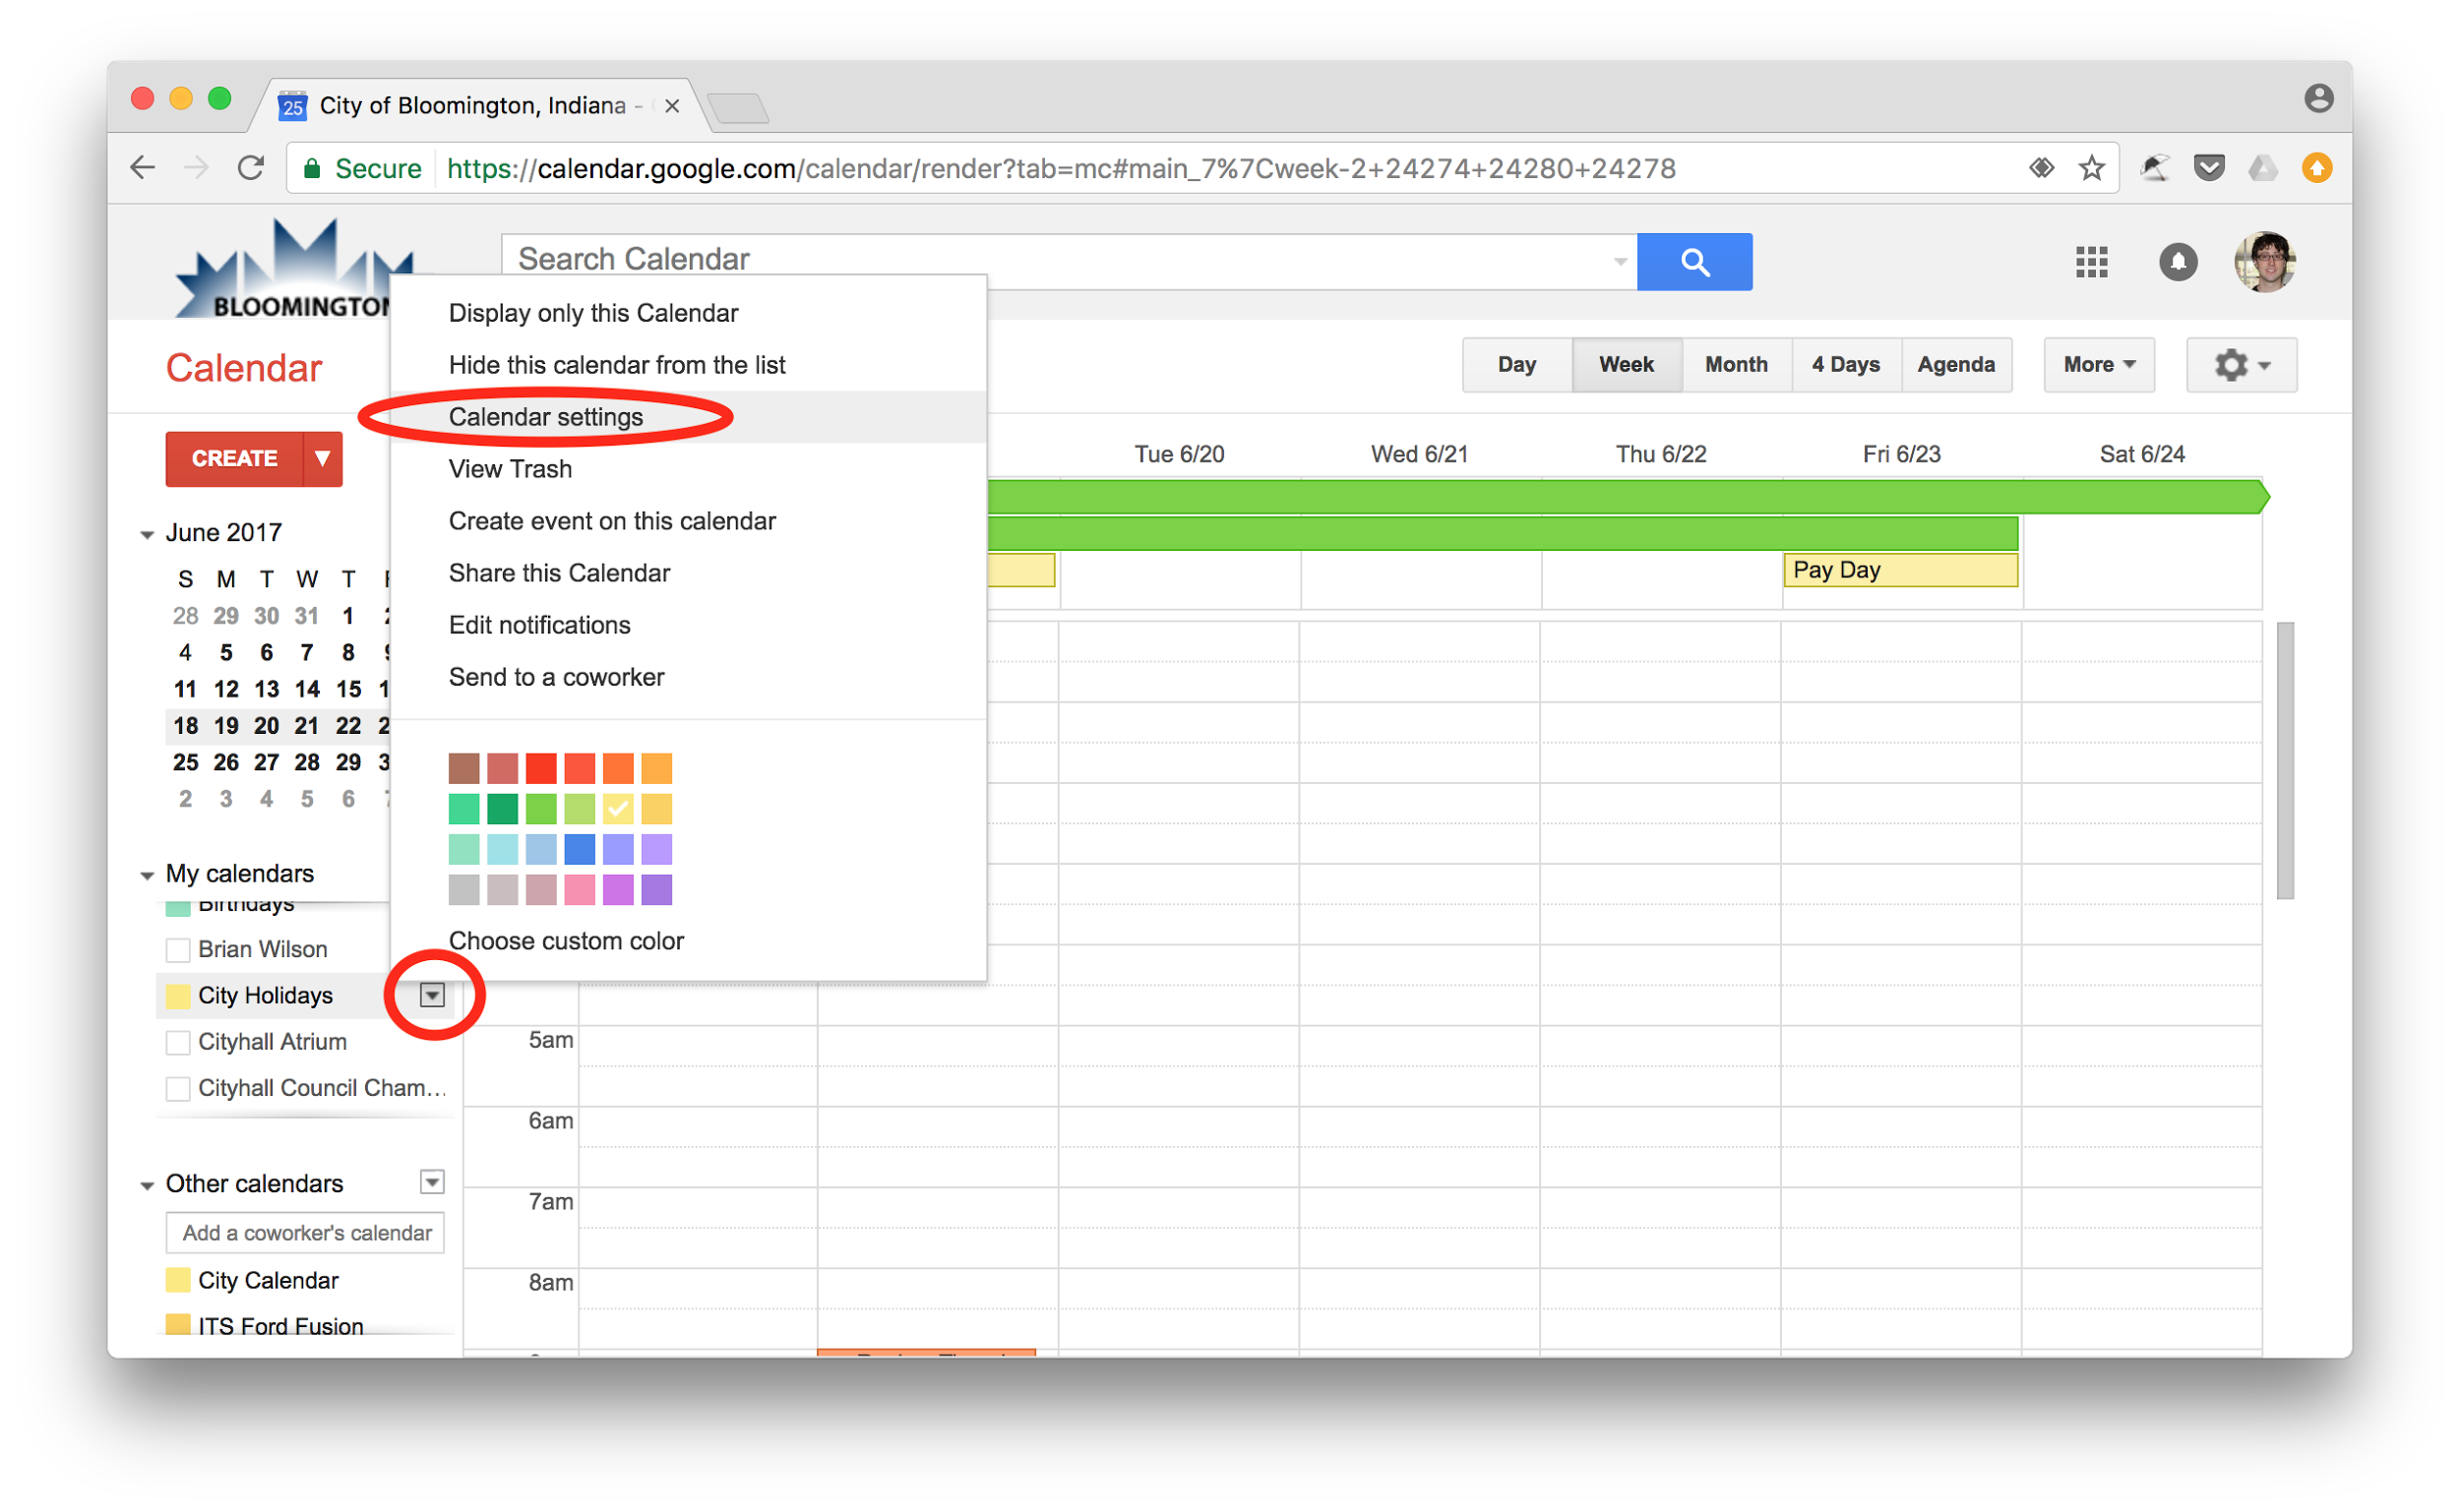 25 City of Bloomington, Indiana -
Secure https://calendar.google.com/calendar/render?tab=mc#main_7%7Cweek-2+24274+24280+24278
BLOOMINGTON
Search Calendar
Calendar
Day Week Month 4 Days Agenda More
Display only this Calendar
Hide this calendar from the list
Calendar settings
View Trash
Create event on this calendar
Share this Calendar
Edit notifications
Send to a coworker
Choose custom color
CREATE
Tue 6/20 Wed 6/21 Thu 6/22 Fri 6/23 Sat 6/24
Pay Day
June 2017
S M T W T
28 29 30 31 1
4 5 6 7 8
11 12 13 14 15
18 19 20 21 22
25 26 27 28 29
2 3 4 5 6
My calendars
Birthdays
Brian Wilson
City Holidays
Cityhall Atrium
Cityhall Council Cham...
Other calendars
Add a coworker's calendar
City Calendar
ITS Ford Fusion
5am
6am
7am
8am